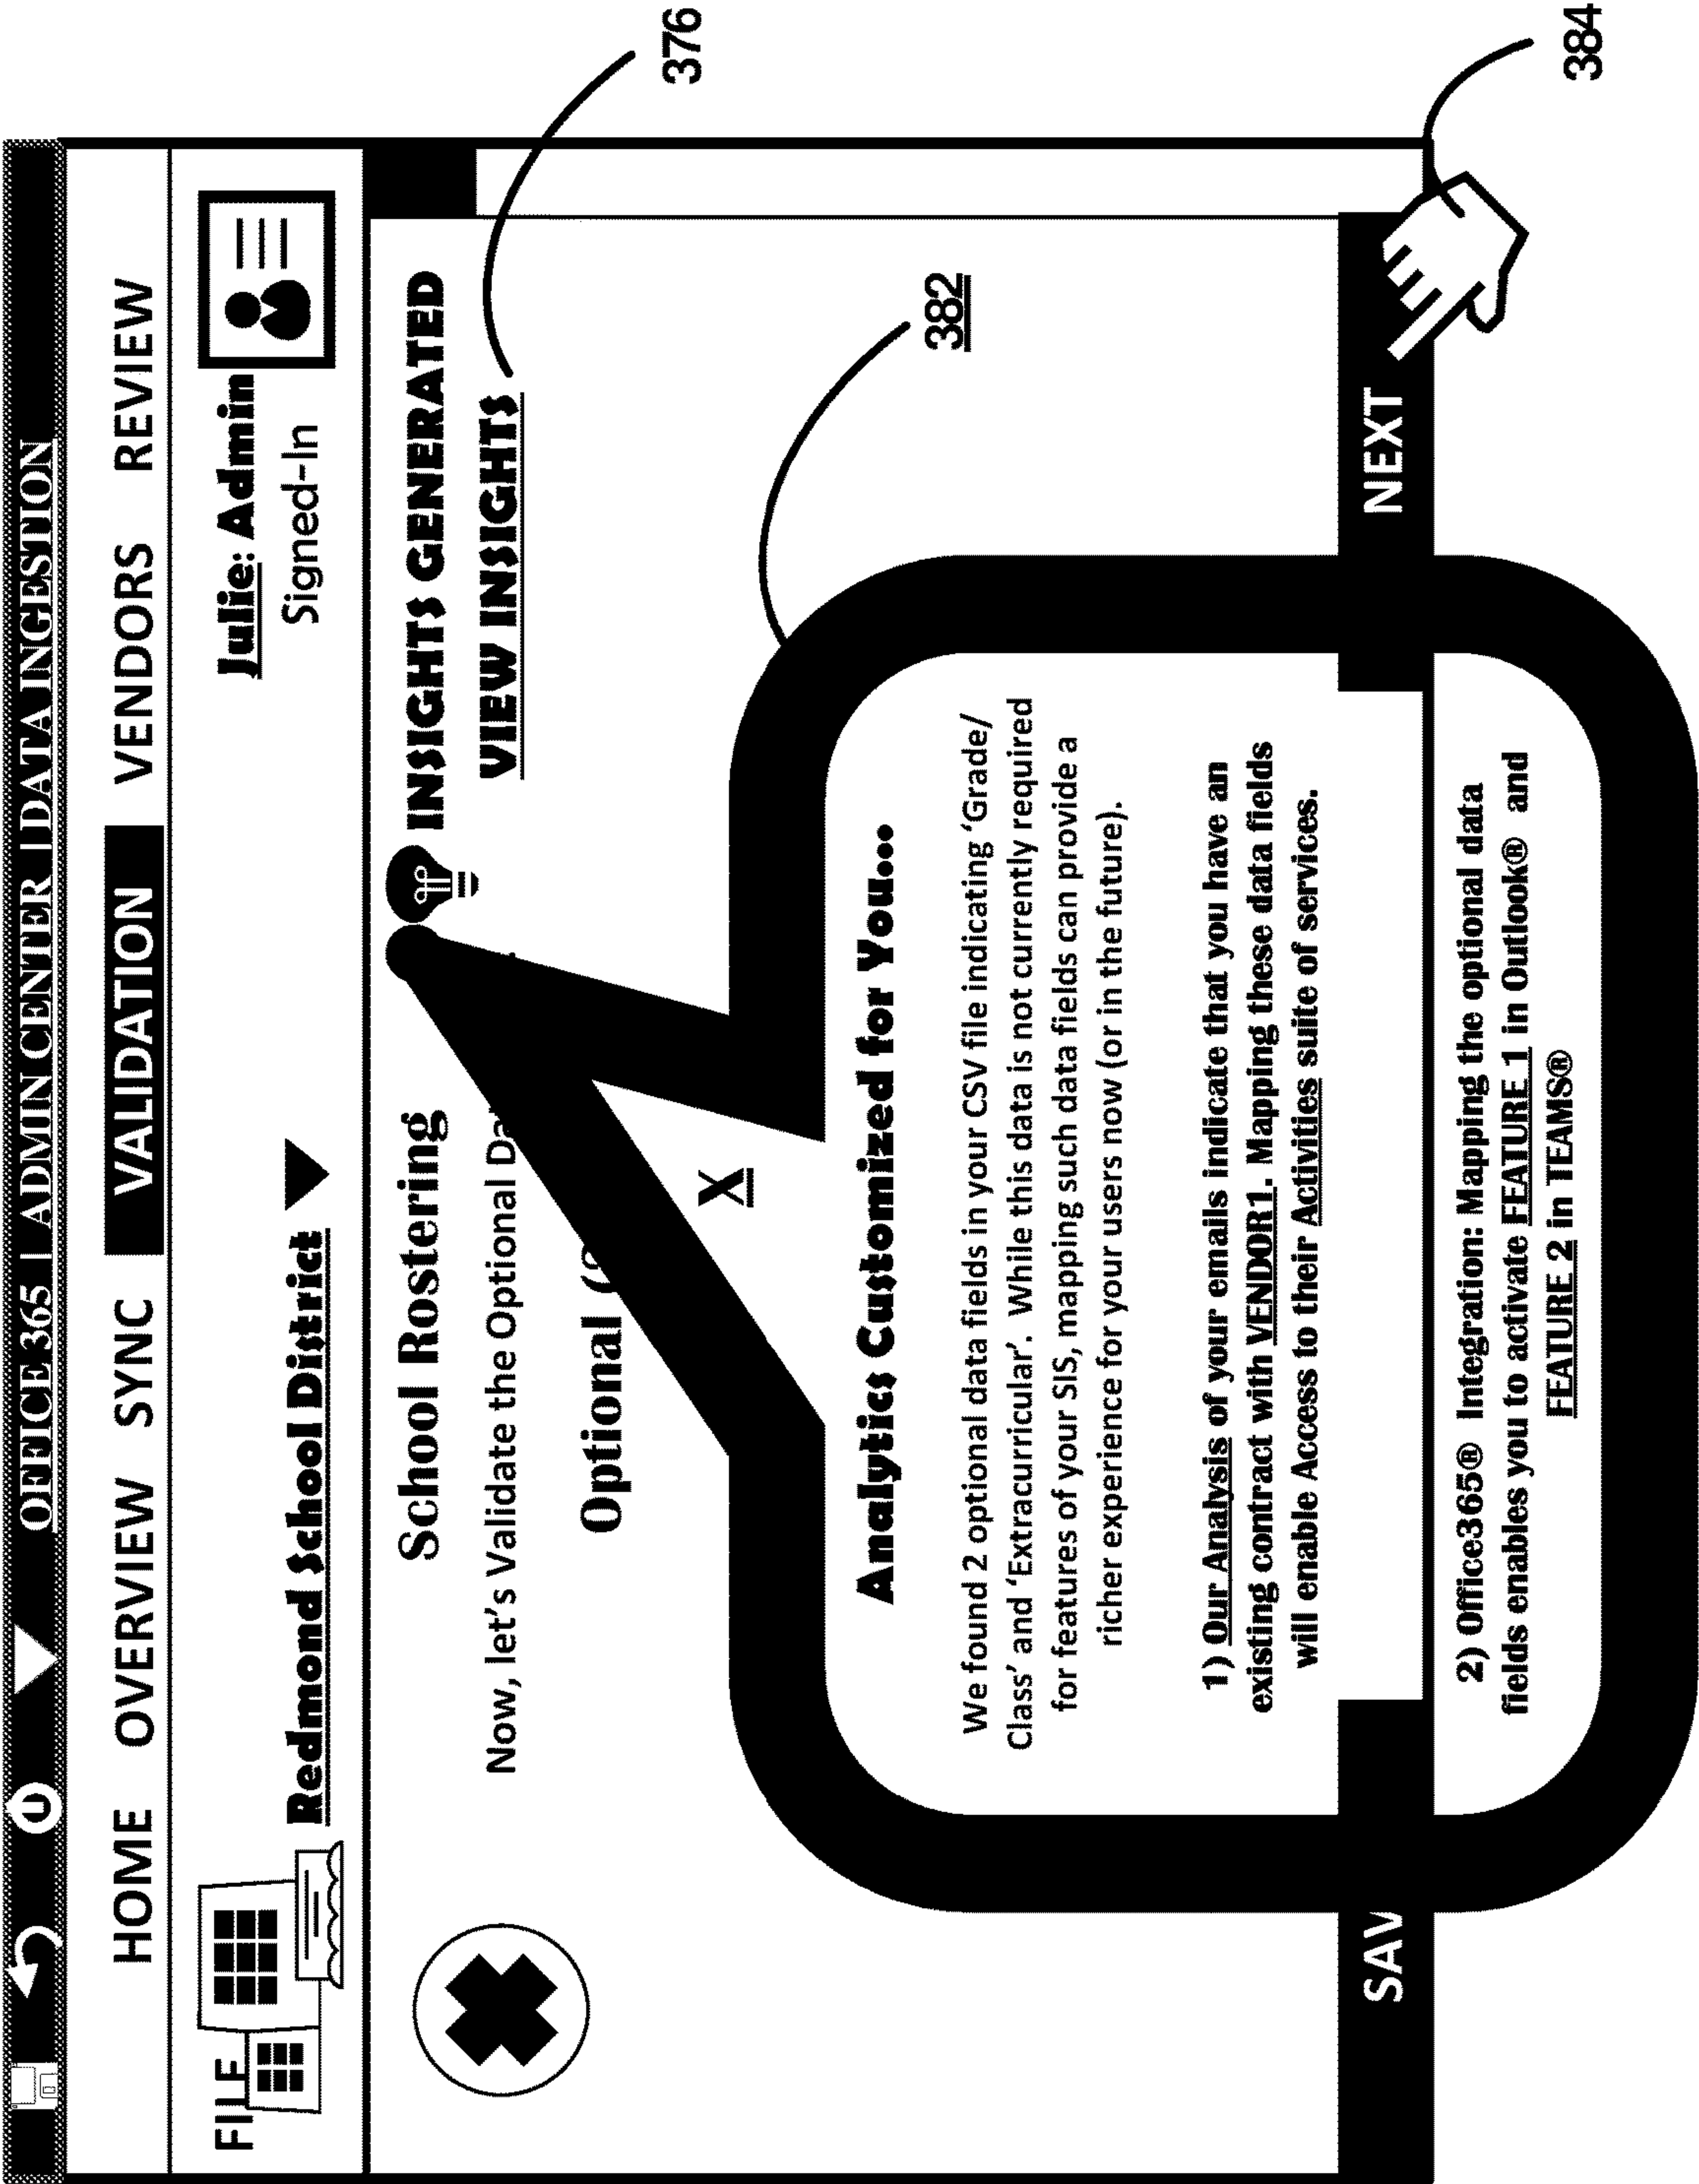 OFFICE365 | ADMIN CENTER | DATA INGESTION
HOME OVERVIEW SYNC VALIDATION VENDORS REVIEW
FILE
Redmond School District
Julie: Admin
Signed-In
School Rostering
INSIGHTS GENERATED
Now, let's Validate the Optional Da
VIEW INSIGHTS
376
Optional (
X
382
Analytics Customized for You...
We found 2 optional data fields in your CSV file indicating 'Grade/
Class' and 'Extracurricular'. While this data is not currently required
for features of your SIS, mapping such data fields can provide a
richer experience for your users now (or in the future).
1) Our Analysis of your emails indicate that you have an
existing contract with VENDOR1. Mapping these data fields
will enable Access to their Activities suite of services.
SAV
NEXT
384
2) Office365® Integration: Mapping the optional data
fields enables you to activate FEATURE 1 in Outlook® and
FEATURE 2 in TEAMS®